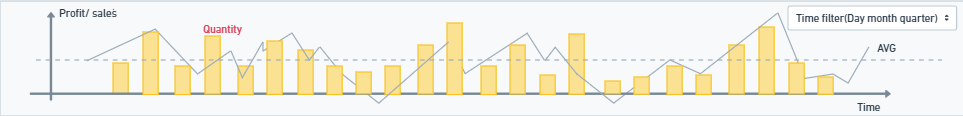 Profit/ sales
Quantity
Time filter(Day month quarter)
AVG
Time